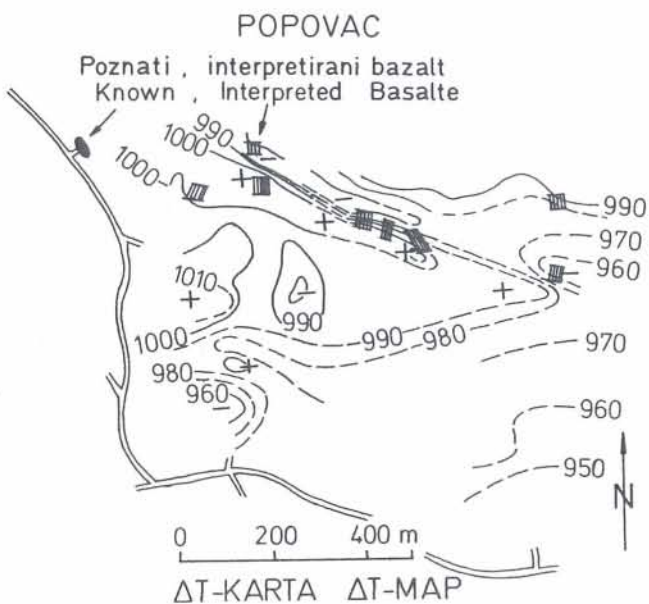 POPOVAC
Poznati , interpretirani bazalt
Known , Interpreted Basalte
990
1000
1000
990
970
960
1010
990
1000
990
980
970
980
960
960
950
N
0 200 400 m
ΔT-KARTA ΔT-MAP